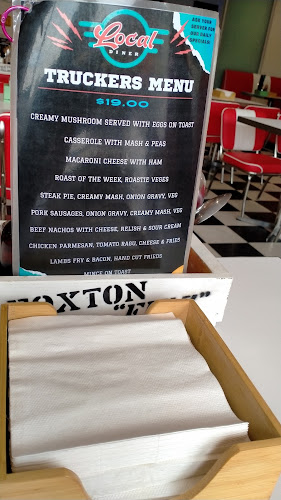 ASK YOUR
SERVER FOR
OUR DAILY
SPECIALS
Local
DINER
TRUCKERS MENU
$19.00
CREAMY MUSHROOM SERVED WITH EGGS ON TOAST
CASSEROLE WITH MASH & PEAS
MACARONI CHEESE WITH HAM
ROAST OF THE WEEK, ROASTIE VEGES
STEAK PIE, CREAMY MASH, ONION GRAVY, VEG
PORK SAUSAGES, ONION GRAVY, CREAMY MASH, VEG
BEEF NACHOS WITH CHEESE, RELISH & SOUR CREAM
CHICKEN PARMESAN, TOMATO RAGU, CHEESE & FRIES
LAMBS FRY & BACON, HAND CUT FRIES
MINCE ON TOAST
FOXTON